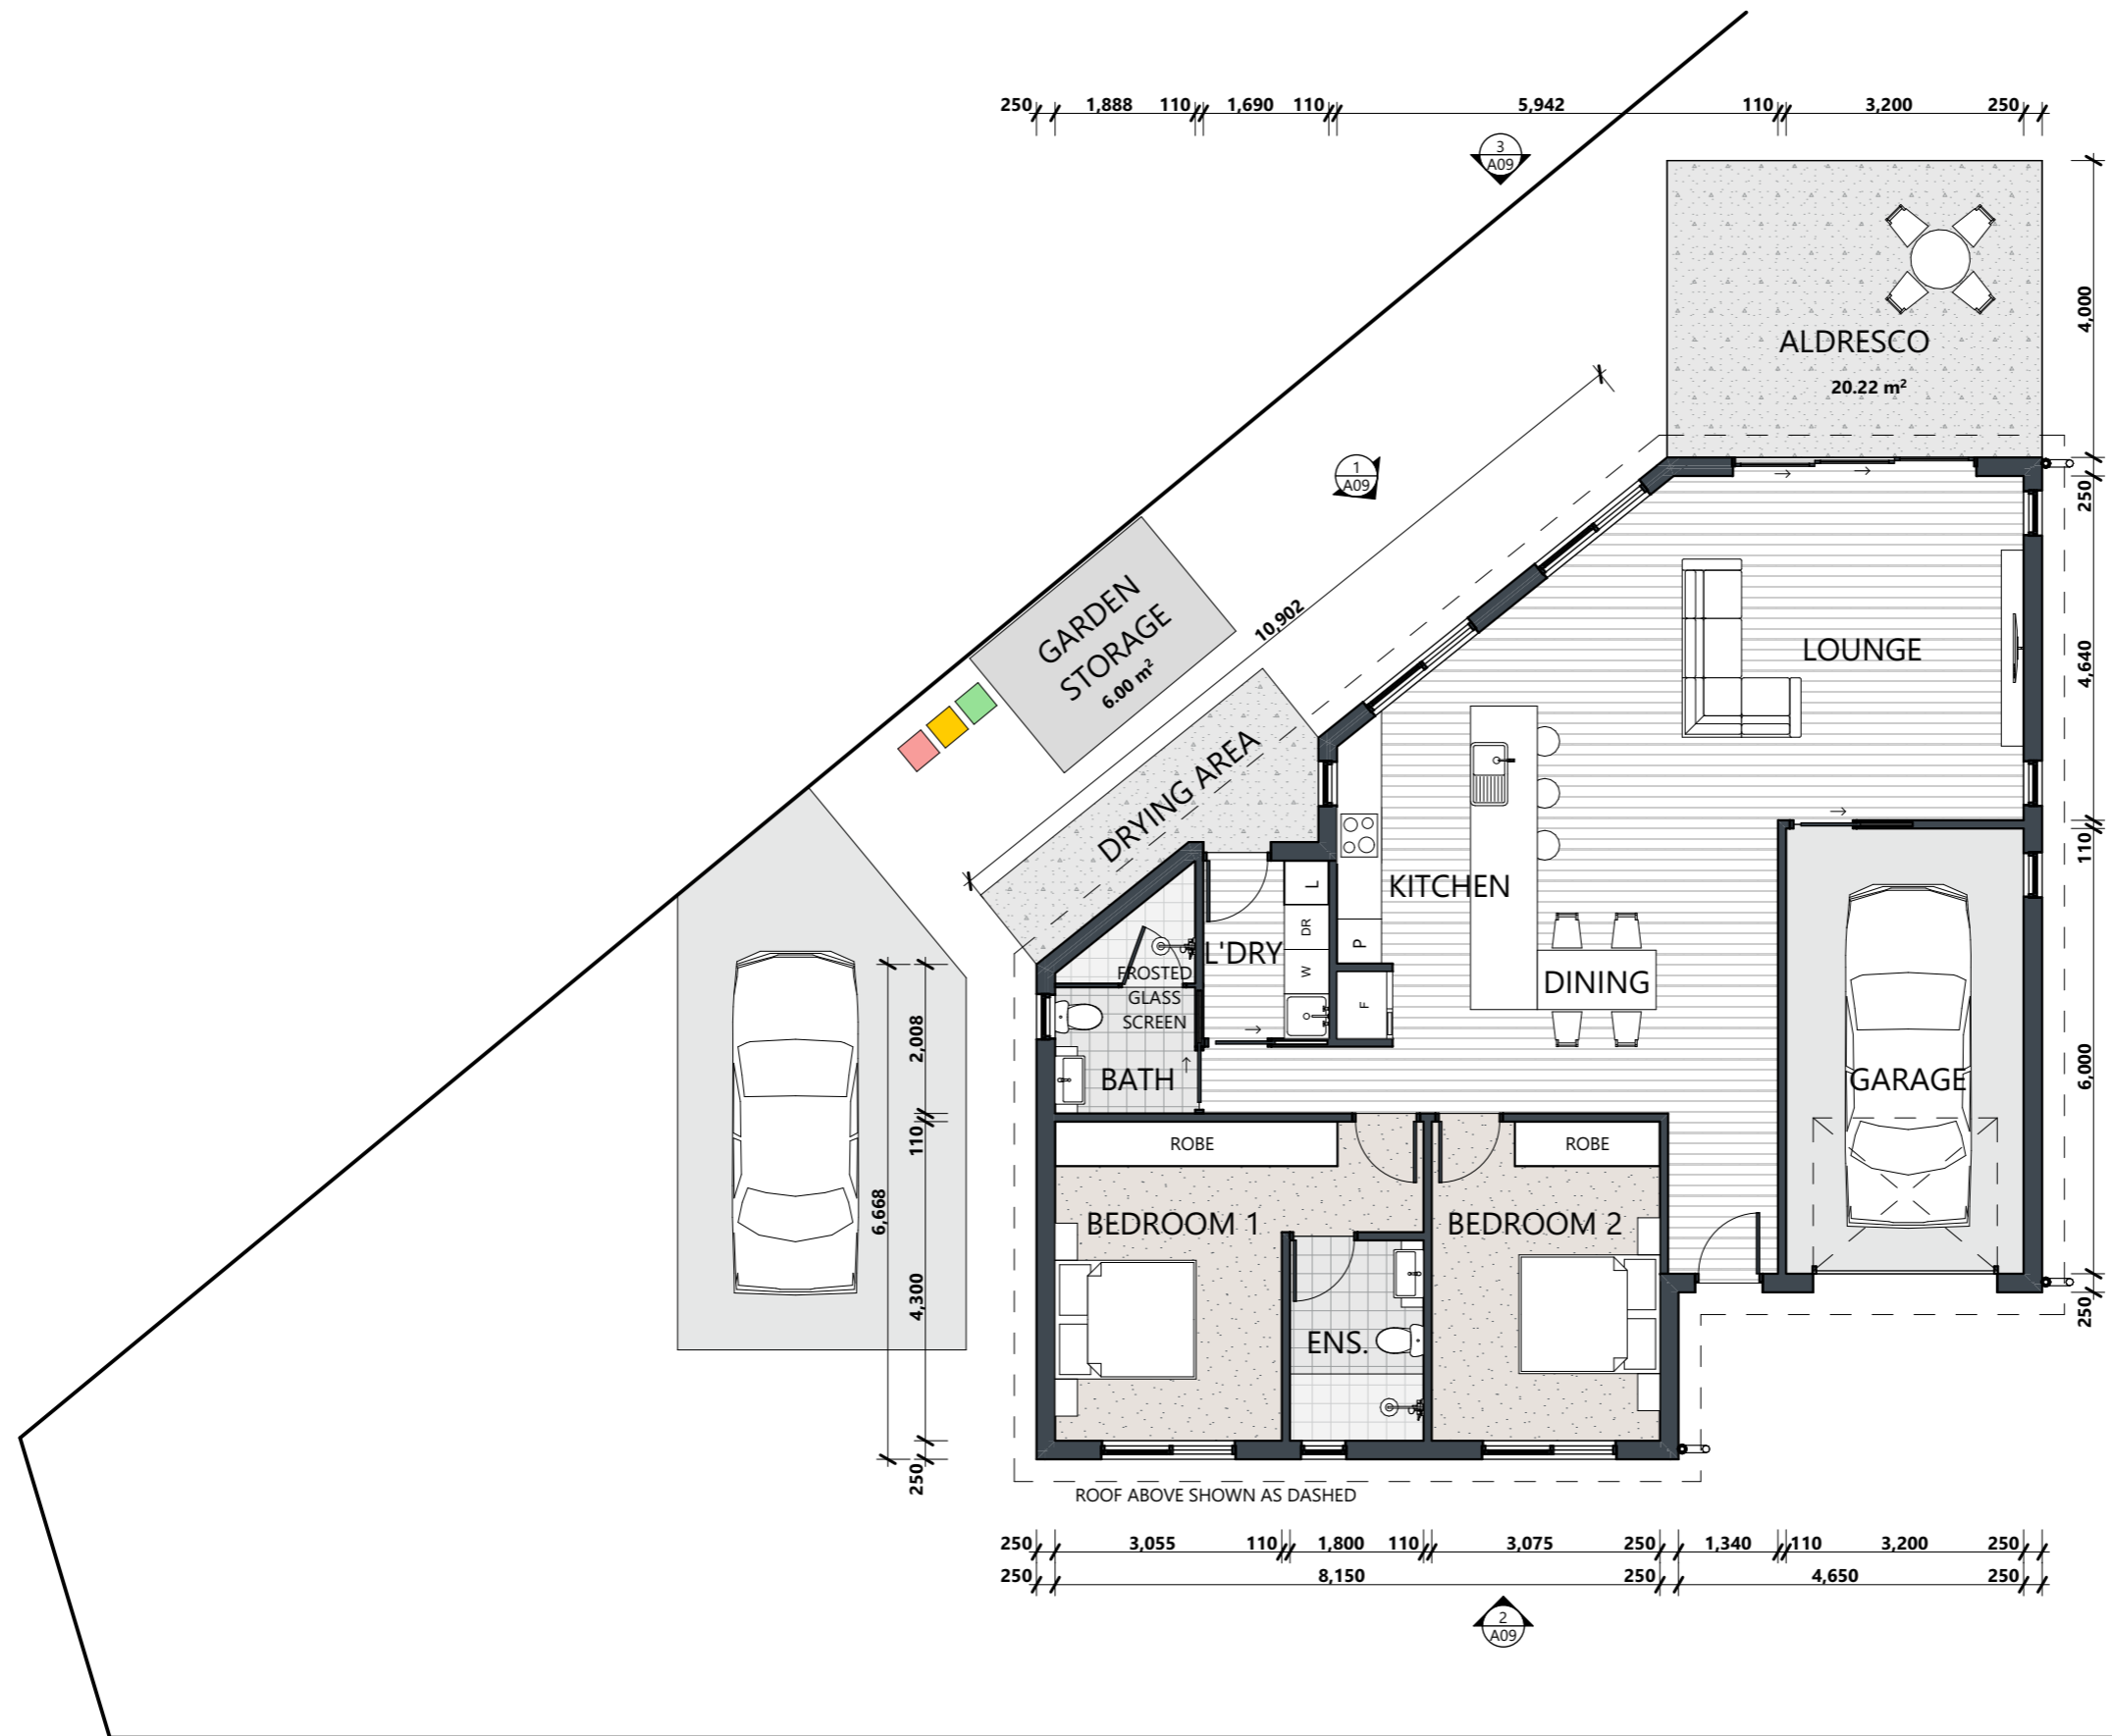 250 1,888 110 1,690 110 5,942 110 3,200 250
3
A09
4,000
ALDRESCO
20.22 m²
1
A09
250
GARDEN
STORAGE
6.00 m²
10,902
LOUNGE
4,640
DRYING AREA
110
KITCHEN
L
DR
P
L'DRY
W
F
FROSTED
GLASS
SCREEN
DINING
2,008
BATH
GARAGE
6,000
110
ROBE
ROBE
6,668
BEDROOM 1
BEDROOM 2
4,300
250
ENS.
250
ROOF ABOVE SHOWN AS DASHED
250 3,055 110 1,800 110 3,075 250 1,340 110 3,200 250
250 8,150 250 4,650 250
2
A09